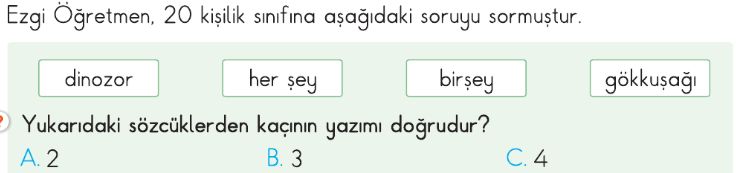 Ezgi Öğretmen, 20 kişilik sınıfına aşağıdaki soruyu sormuştur.
dinozor her şey birşey gökkuşağı
? Yukarıdaki sözcüklerden kaçının yazımı doğrudur?
A. 2 B. 3 C. 4